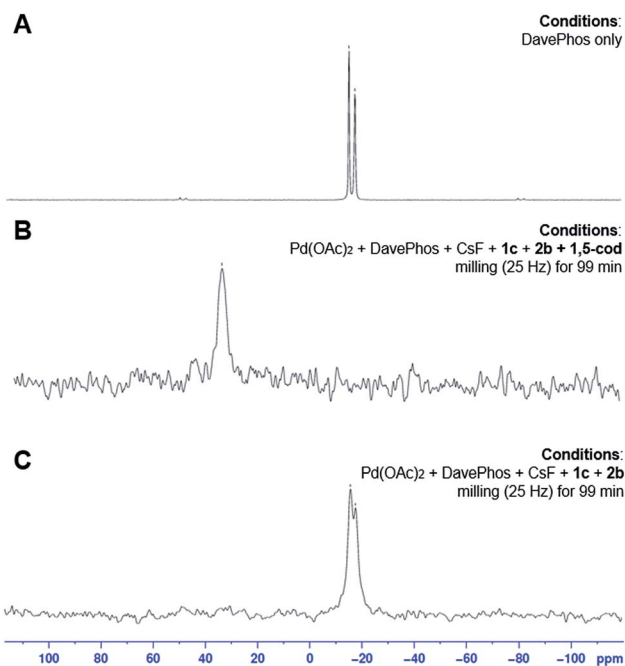 A
Conditions:
DavePhos only
B
Conditions:
Pd(OAc)₂ + DavePhos + CsF + 1c + 2b + 1,5-cod
milling (25 Hz) for 99 min
C
Conditions:
Pd(OAc)₂ + DavePhos + CsF + 1c + 2b
milling (25 Hz) for 99 min
100 80 60 40 20 0 −20 −40 −60 −80 −100 ppm